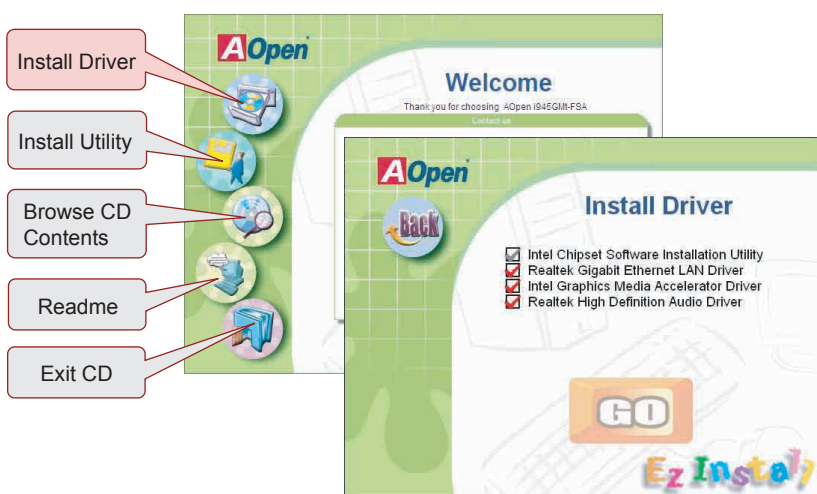 Install Driver
Install Utility
Browse CD
Contents
Readme
Exit CD
AOpen
Welcome
Thank you for choosing AOpen i945GMt-FSA
Contact us
AOpen
Back
Install Driver
Intel Chipset Software Installation Utility
Realtek Gigabit Ethernet LAN Driver
Intel Graphics Media Accelerator Driver
Realtek High Definition Audio Driver
GO
Ez Install